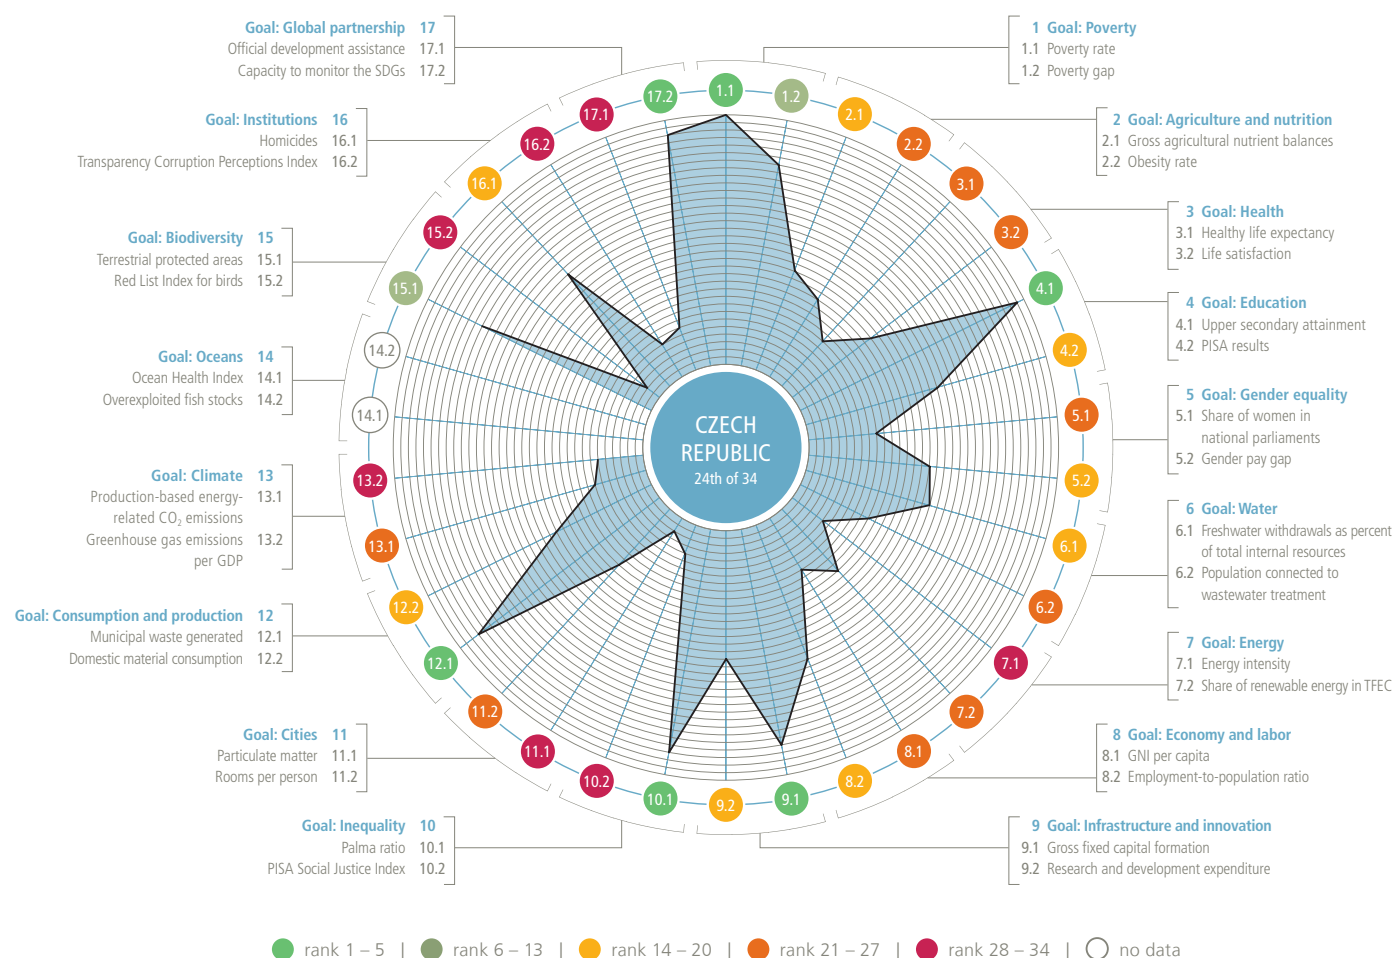 Goal: Global partnership 17
Official development assistance 17.1
Capacity to monitor the SDGs 17.2
1 Goal: Poverty
1.1 Poverty rate
1.2 Poverty gap
Goal: Institutions 16
Homicides 16.1
Transparency Corruption Perceptions Index 16.2
2 Goal: Agriculture and nutrition
2.1 Gross agricultural nutrient balances
2.2 Obesity rate
Goal: Biodiversity 15
Terrestrial protected areas 15.1
Red List Index for birds 15.2
3 Goal: Health
3.1 Healthy life expectancy
3.2 Life satisfaction
Goal: Oceans 14
Ocean Health Index 14.1
Overexploited fish stocks 14.2
4 Goal: Education
4.1 Upper secondary attainment
4.2 PISA results
5 Goal: Gender equality
5.1 Share of women in
national parliaments
5.2 Gender pay gap
Goal: Climate 13
Production-based energy- 13.1
related CO₂ emissions
Greenhouse gas emissions 13.2
per GDP
6 Goal: Water
6.1 Freshwater withdrawals as percent
of total internal resources
6.2 Population connected to
wastewater treatment
Goal: Consumption and production 12
Municipal waste generated 12.1
Domestic material consumption 12.2
7 Goal: Energy
7.1 Energy intensity
7.2 Share of renewable energy in TFEC
Goal: Cities 11
Particulate matter 11.1
Rooms per person 11.2
8 Goal: Economy and labor
8.1 GNI per capita
8.2 Employment-to-population ratio
Goal: Inequality 10
Palma ratio 10.1
PISA Social Justice Index 10.2
9 Goal: Infrastructure and innovation
9.1 Gross fixed capital formation
9.2 Research and development expenditure
1.1
1.2
2.1
2.2
3.1
3.2
4.1
4.2
5.1
5.2
6.1
6.2
7.1
7.2
8.1
8.2
9.1
9.2
10.1
10.2
11.1
11.2
12.1
12.2
13.1
13.2
14.1
14.2
15.1
15.2
16.1
16.2
17.1
17.2
CZECH
REPUBLIC
24th of 34
rank 1 – 5 | rank 6 – 13 | rank 14 – 20 | rank 21 – 27 | rank 28 – 34 | no data